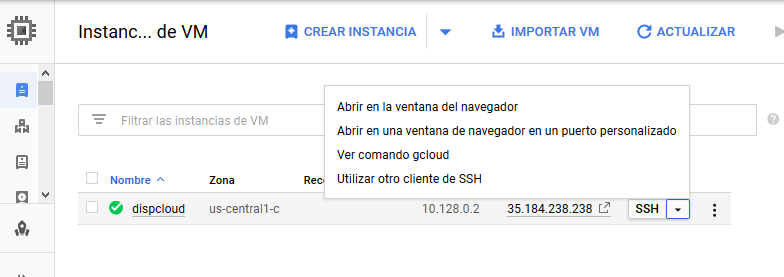 Instanc... de VM
CREAR INSTANCIA
IMPORTAR VM
ACTUALIZAR
Abrir en la ventana del navegador
Filtrar las instancias de VM
Abrir en una ventana de navegador en un puerto personalizado
Ver comando gcloud
Utilizar otro cliente de SSH
Nombre
Zona
Reco
dispcloud
us-central1-c
10.128.0.2
35.184.238.238
SSH